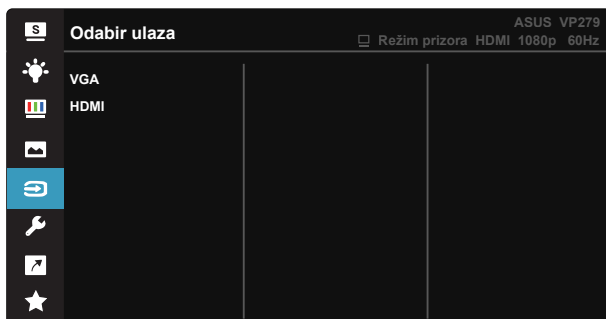 S
Odabir ulaza
ASUS VP279
Režim prizora HDMI 1080p 60Hz
VGA
HDMI